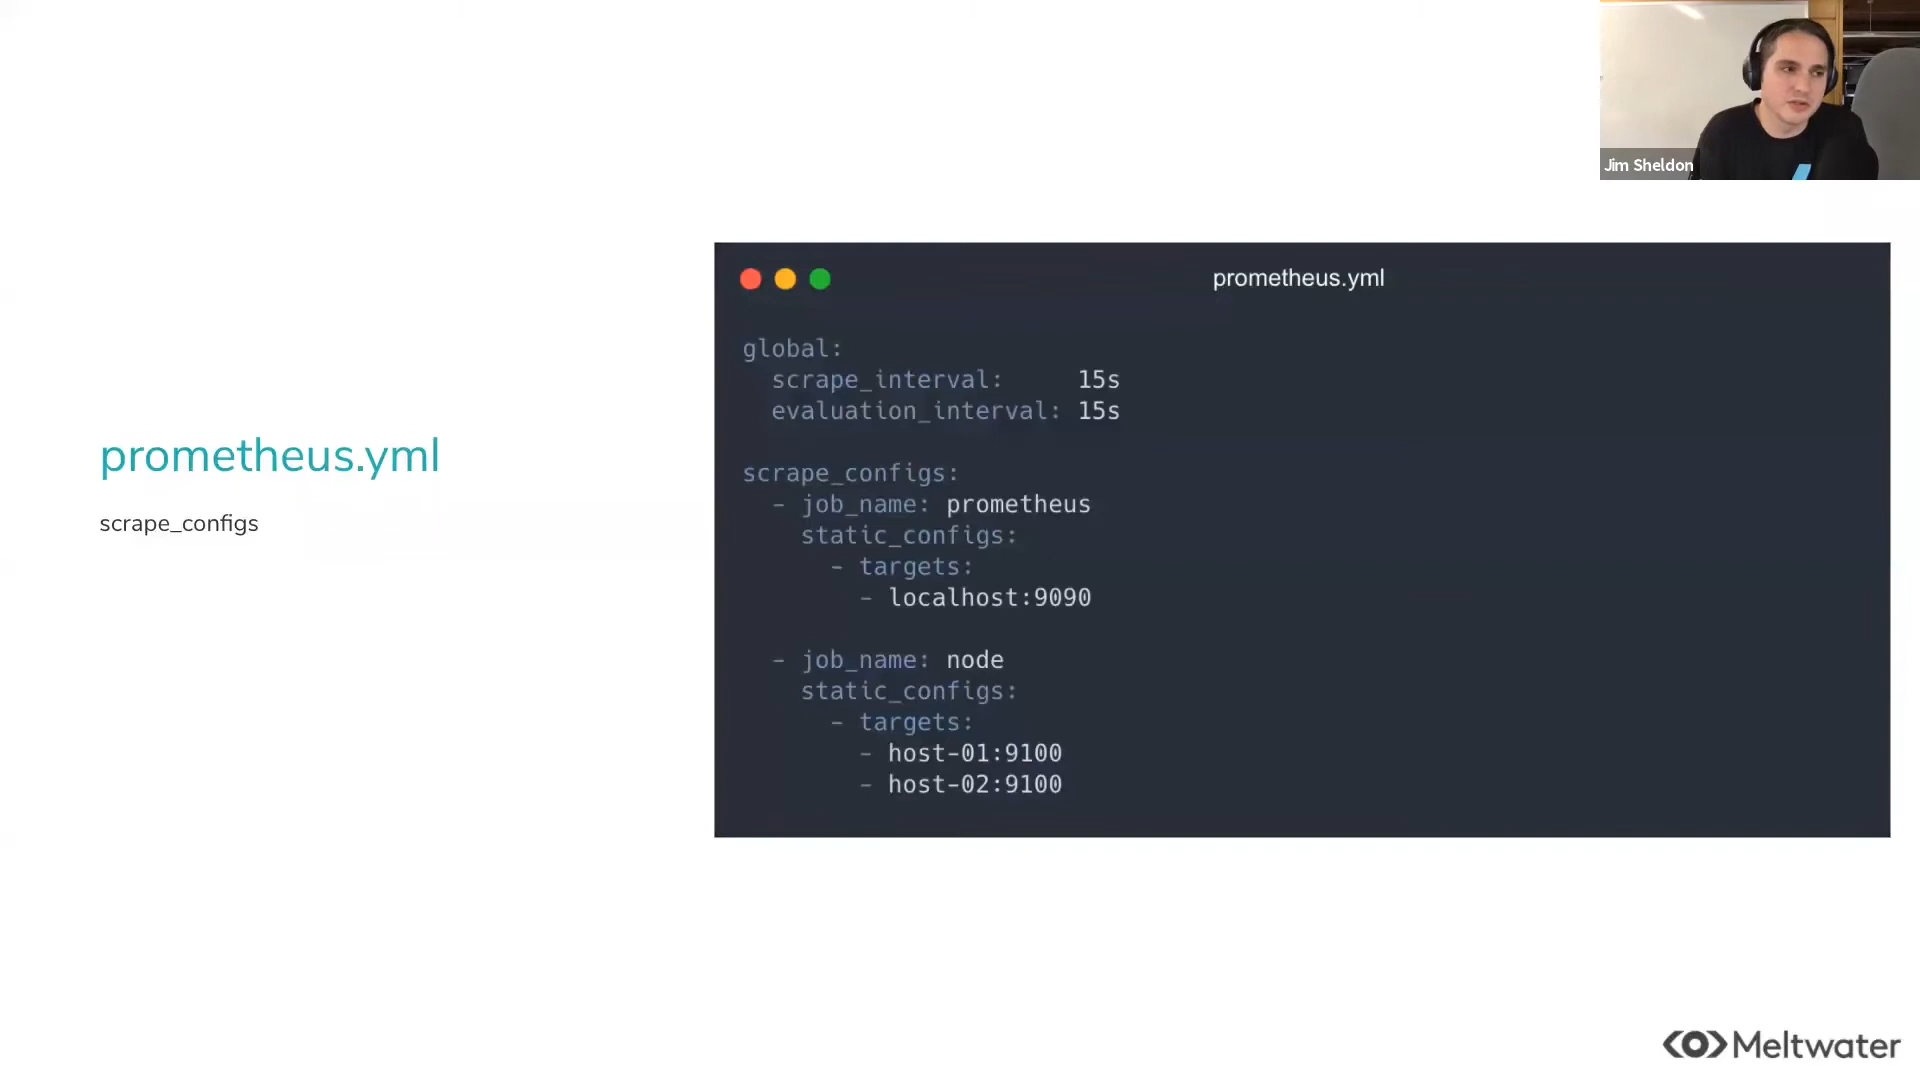 Jim Sheldon
prometheus.yml
scrape_configs
prometheus.yml
global:
  scrape_interval:     15s
  evaluation_interval: 15s
scrape_configs:
  - job_name: prometheus
    static_configs:
      - targets:
        - localhost:9090
  - job_name: node
    static_configs:
      - targets:
        - host-01:9100
        - host-02:9100
Meltwater